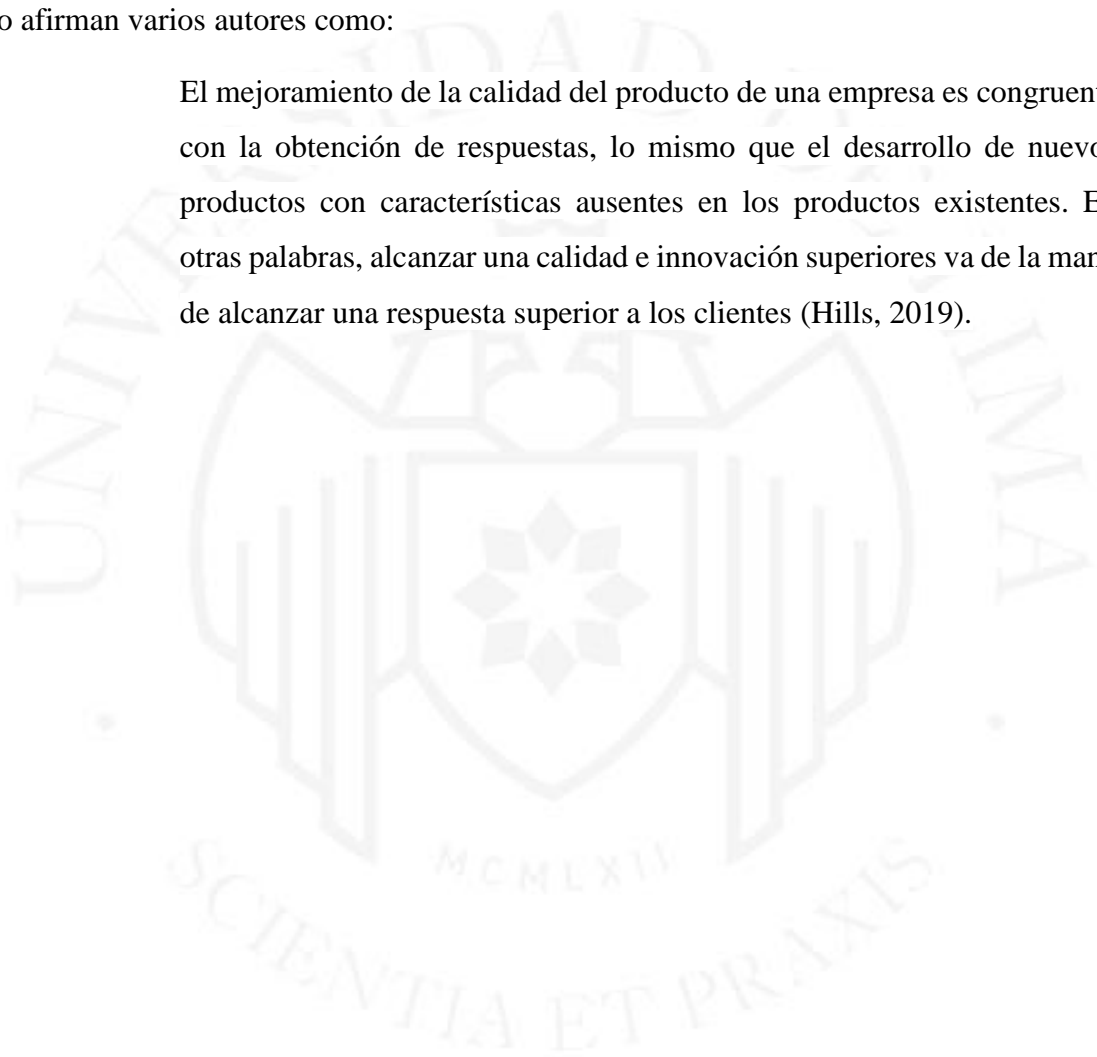 o afirman varios autores como:
El mejoramiento de la calidad del producto de una empresa es congruent
con la obtención de respuestas, lo mismo que el desarrollo de nuevo
productos con características ausentes en los productos existentes. E
otras palabras, alcanzar una calidad e innovación superiores va de la man
de alcanzar una respuesta superior a los clientes (Hills, 2019).
UNIVERSIDAD DE LIMA
MCMLXII
SCIENTIA ET PRAXIS